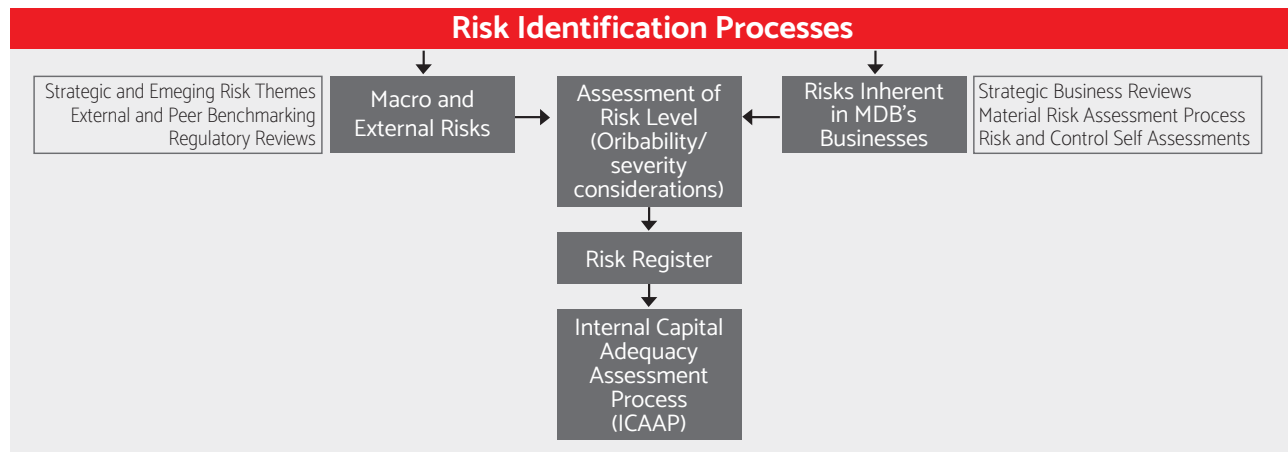 Risk Identification Processes
Strategic and Emeging Risk Themes
External and Peer Benchmarking
Regulatory Reviews
Macro and
External Risks
Assessment of
Risk Level
(Oribability/
severity
considerations)
Risks Inherent
in MDB's
Businesses
Strategic Business Reviews
Material Risk Assessment Process
Risk and Control Self Assessments
Risk Register
Internal Capital
Adequacy
Assessment
Process
(ICAAP)